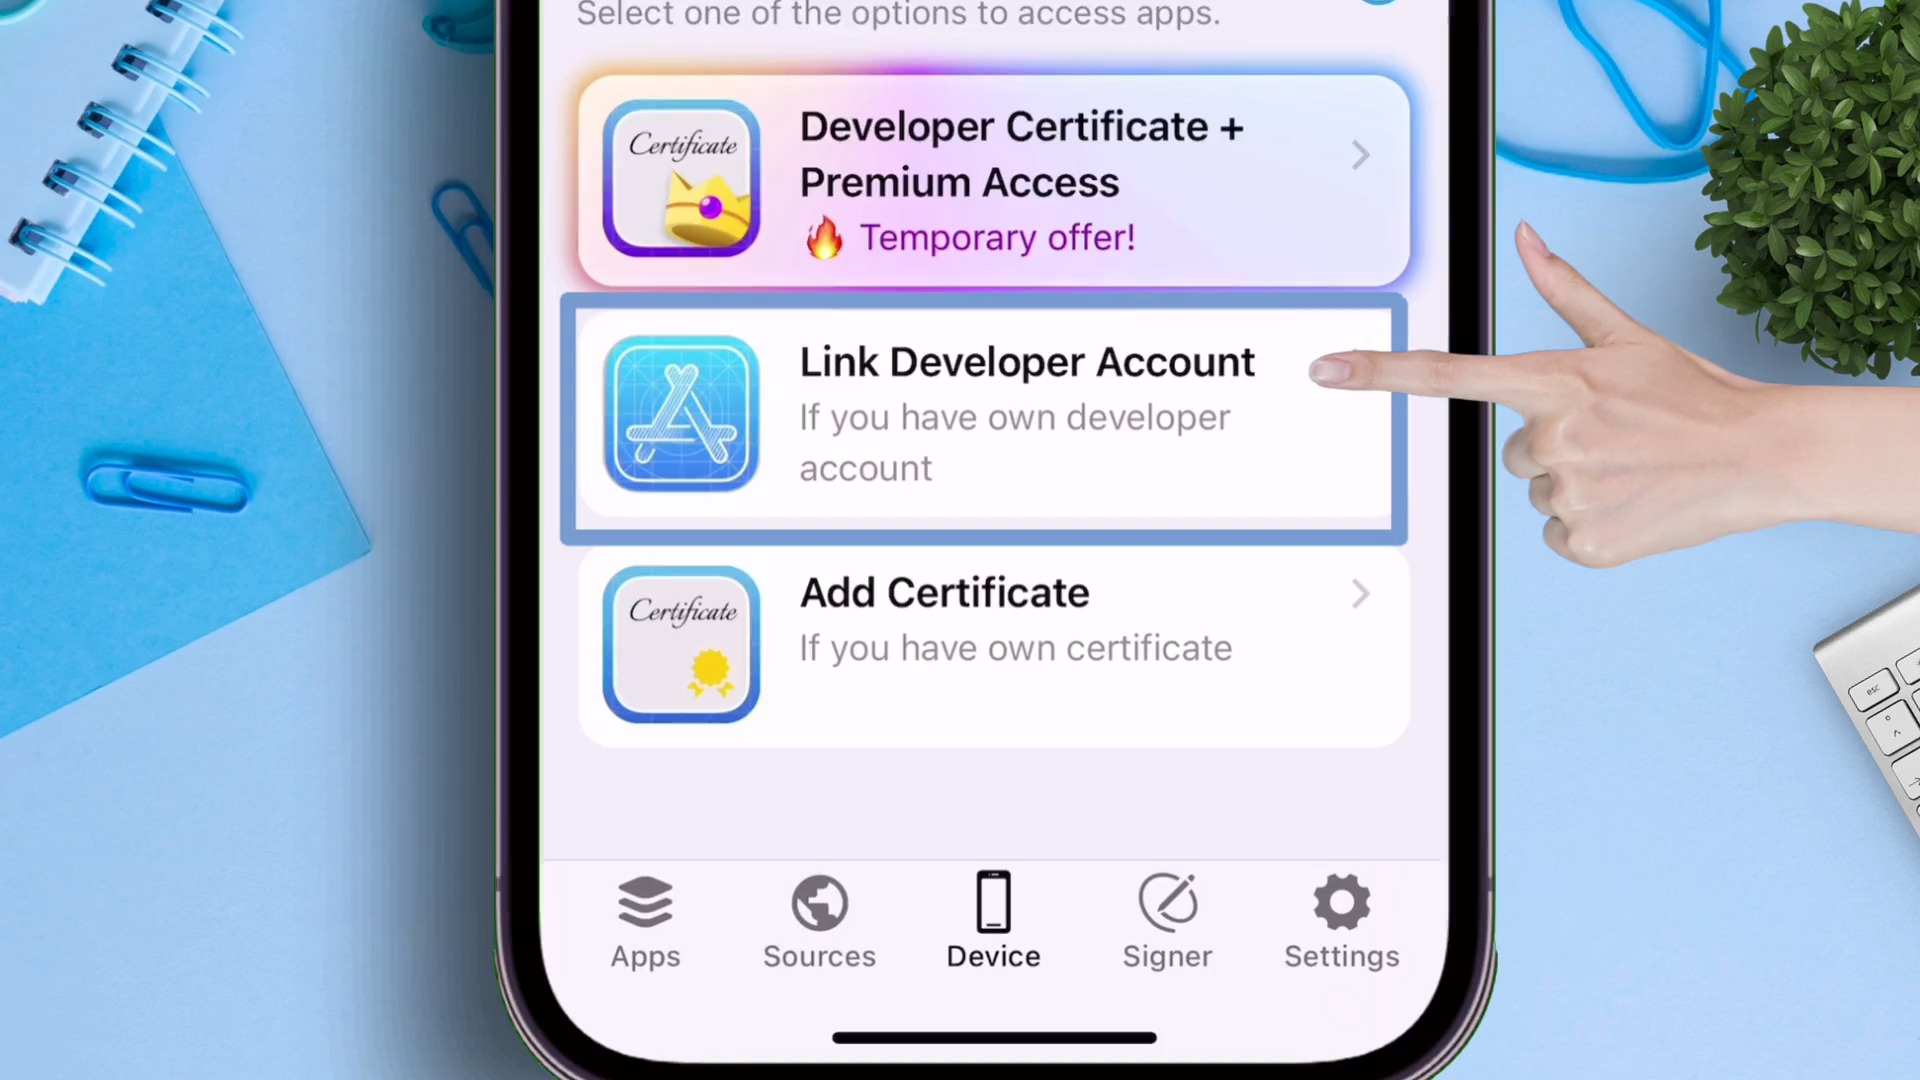 Select one of the options to access apps.
Certificate
Developer Certificate +
Premium Access
🔥 Temporary offer!
Link Developer Account
If you have own developer
account
Certificate
Add Certificate
If you have own certificate
esc
Apps
Sources
Device
Signer
Settings